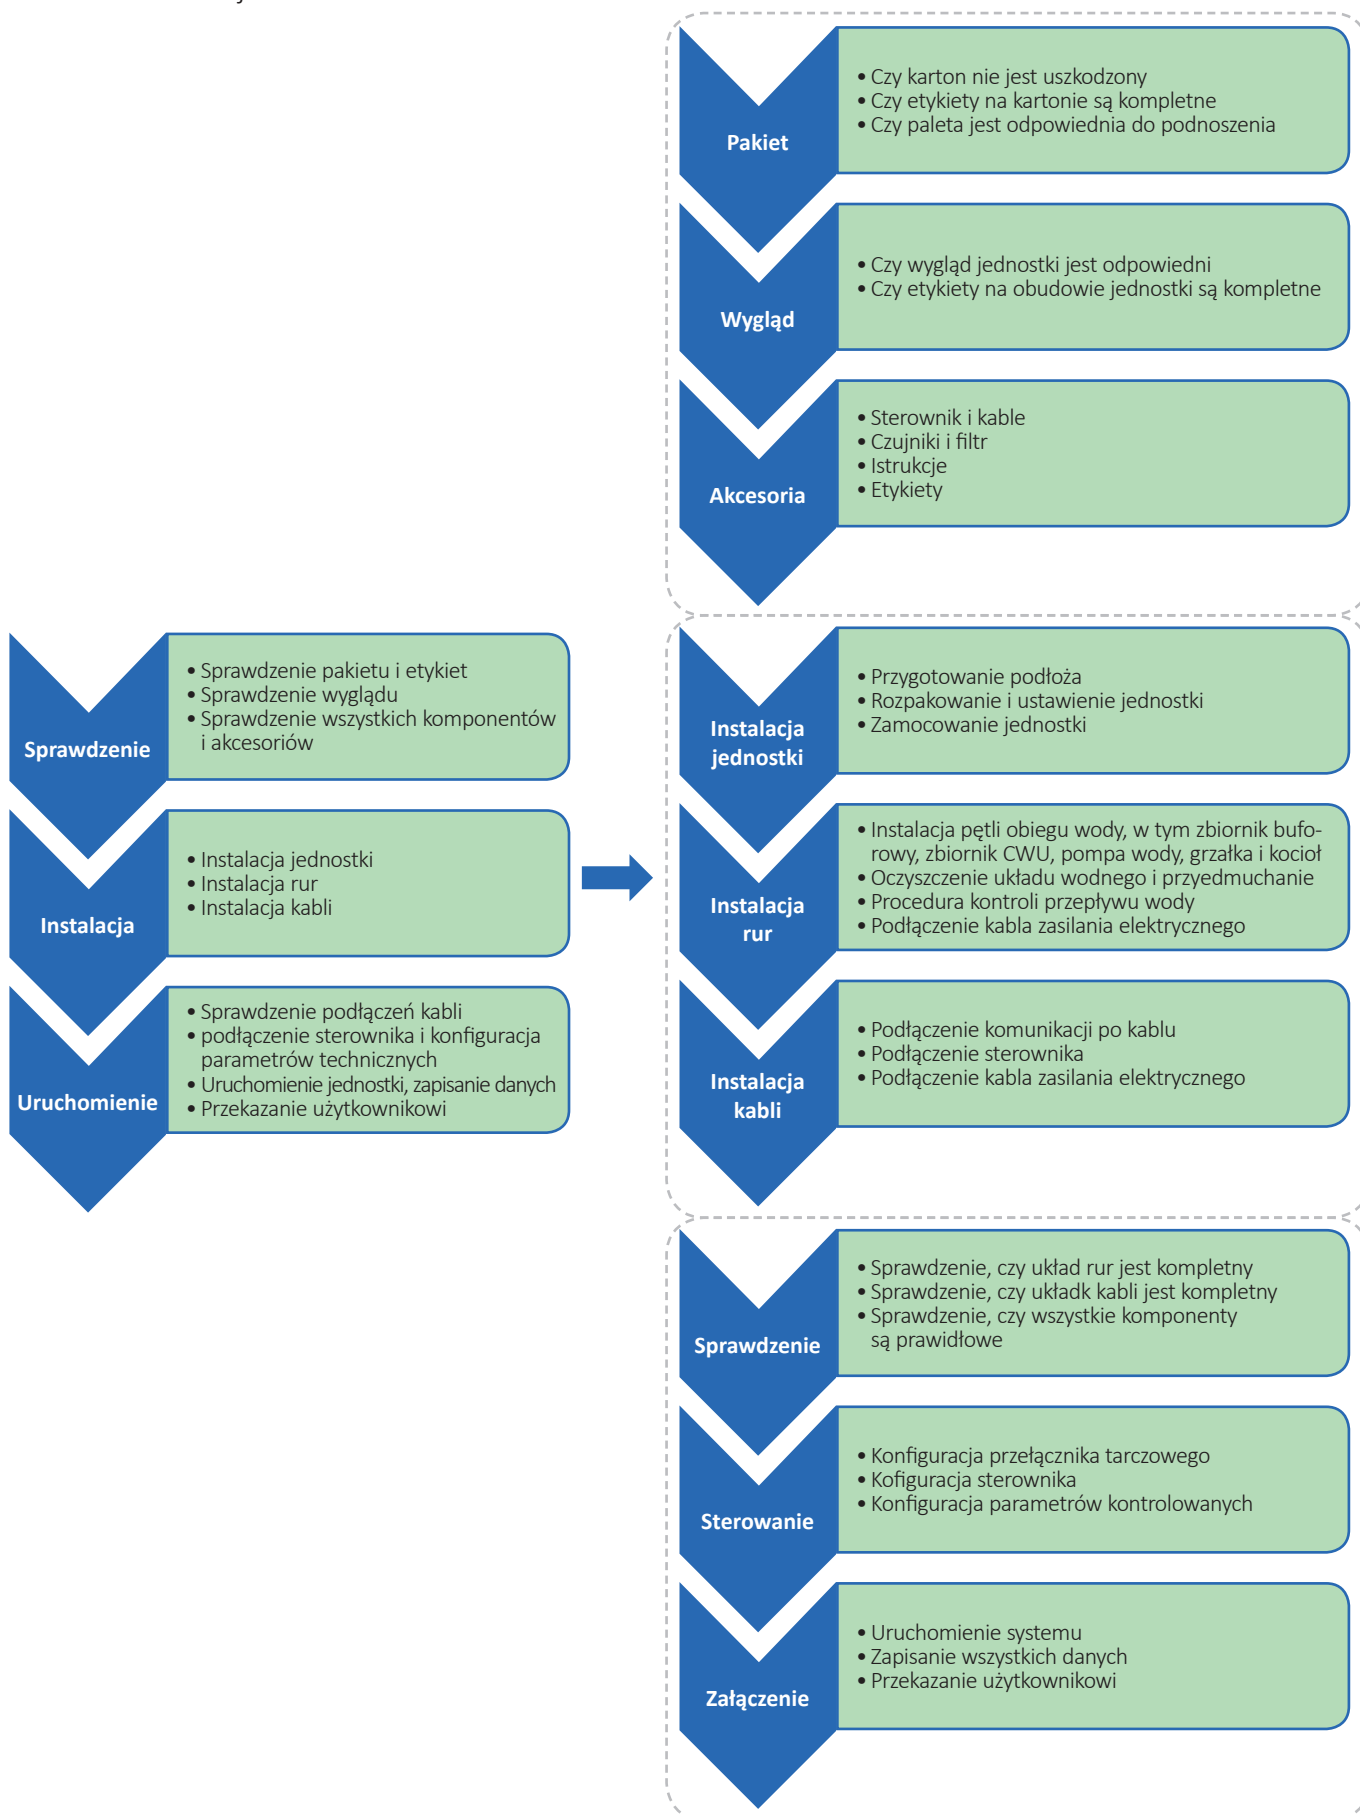 Sprawdzenie
• Sprawdzenie pakietu i etykiet
• Sprawdzenie wyglądu
• Sprawdzenie wszystkich komponentów
i akcesoriów
Instalacja
• Instalacja jednostki
• Instalacja rur
• Instalacja kabli
Uruchomienie
• Sprawdzenie podłączeń kabli
• podłączenie sterownika i konfiguracja
parametrów technicznych
• Uruchomienie jednostki, zapisanie danych
• Przekazanie użytkownikowi
Pakiet
• Czy karton nie jest uszkodzony
• Czy etykiety na kartonie są kompletne
• Czy paleta jest odpowiednia do podnoszenia
Wygląd
• Czy wygląd jednostki jest odpowiedni
• Czy etykiety na obudowie jednostki są kompletne
Akcesoria
• Sterownik i kable
• Czujniki i filtr
• Istrukcje
• Etykiety
Instalacja
jednostki
• Przygotowanie podłoża
• Rozpakowanie i ustawienie jednostki
• Zamocowanie jednostki
Instalacja
rur
• Instalacja pętli obiegu wody, w tym zbiornik bufo-
rowy, zbiornik CWU, pompa wody, grzałka i kocioł
• Oczyszczenie układu wodnego i przyedmuchanie
• Procedura kontroli przepływu wody
• Podłączenie kabla zasilania elektrycznego
Instalacja
kabli
• Podłączenie komunikacji po kablu
• Podłączenie sterownika
• Podłączenie kabla zasilania elektrycznego
Sprawdzenie
• Sprawdzenie, czy układ rur jest kompletny
• Sprawdzenie, czy układk kabli jest kompletny
• Sprawdzenie, czy wszystkie komponenty
są prawidłowe
Sterowanie
• Konfiguracja przełącznika tarczowego
• Kofiguracja sterownika
• Konfiguracja parametrów kontrolowanych
Załączenie
• Uruchomienie systemu
• Zapisanie wszystkich danych
• Przekazanie użytkownikowi